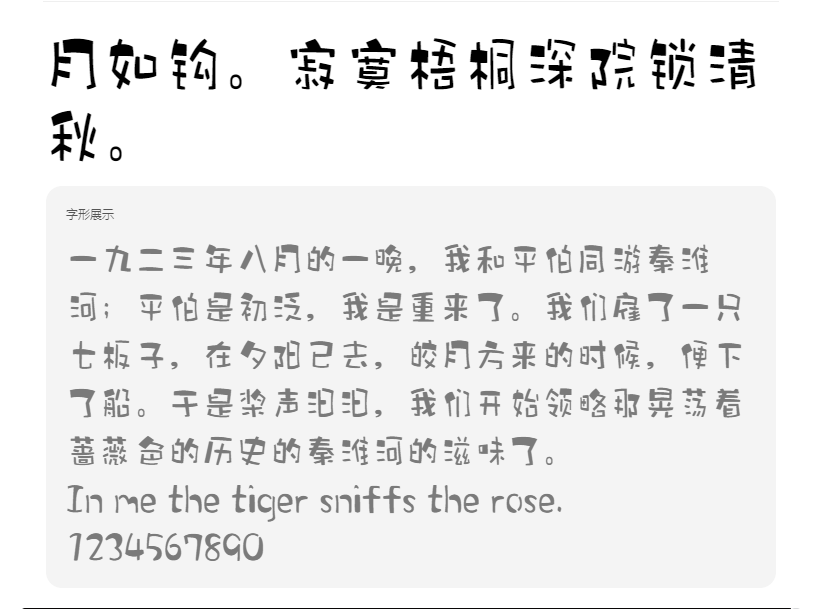 月如钩。寂寞梧桐深院锁清
秋。
字形展示
一九二三年八月的一晚，我和平伯同游秦淮
河；平伯是初泛，我是重来了。我们雇了一只
七板子，在夕阳已去，皎月方来的时候，便下
了船。于是桨声汩汩，我们开始领略那晃荡着
蔷薇色的历史的秦淮河的滋味了。
In me the tiger sniffs the rose.
1234567890